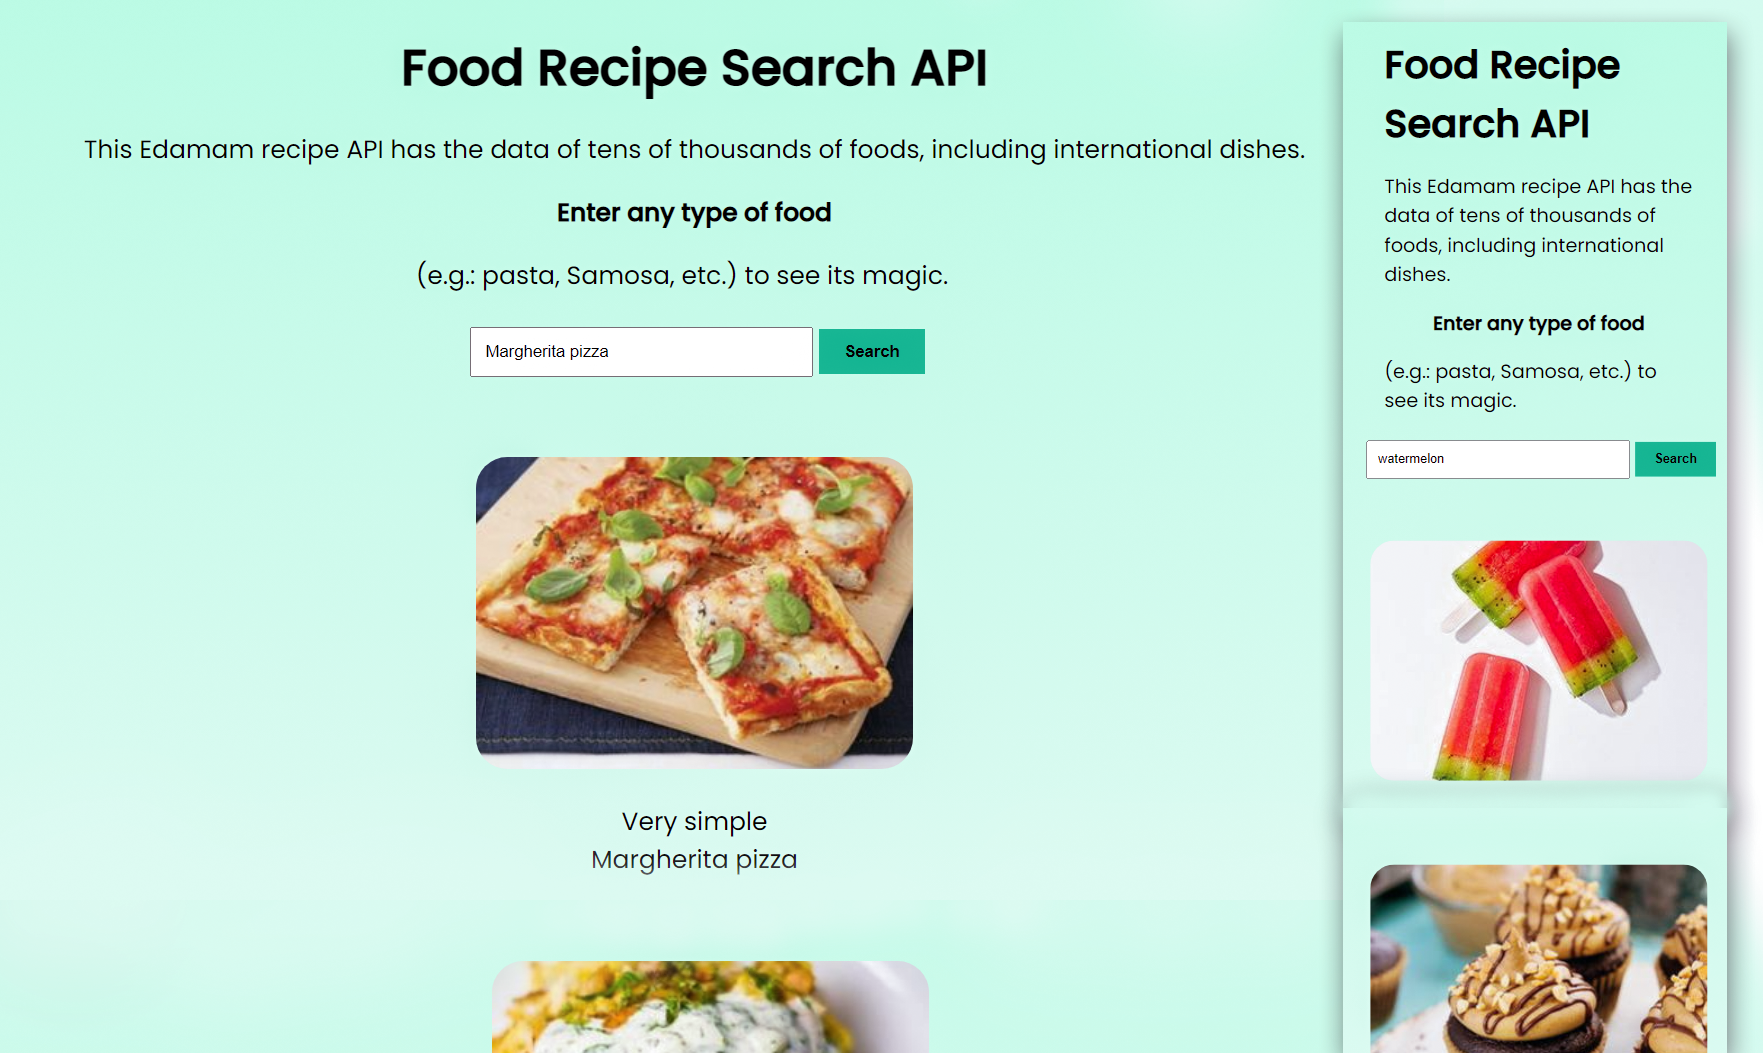 Food Recipe Search API
This Edamam recipe API has the data of tens of thousands of foods, including international dishes.
Enter any type of food
(e.g.: pasta, Samosa, etc.) to see its magic.
Margherita pizza
Search
Very simple
Margherita pizza
Food Recipe
Search API
This Edamam recipe API has the
data of tens of thousands of
foods, including international
dishes.
Enter any type of food
(e.g.: pasta, Samosa, etc.) to
see its magic.
watermelon
Search